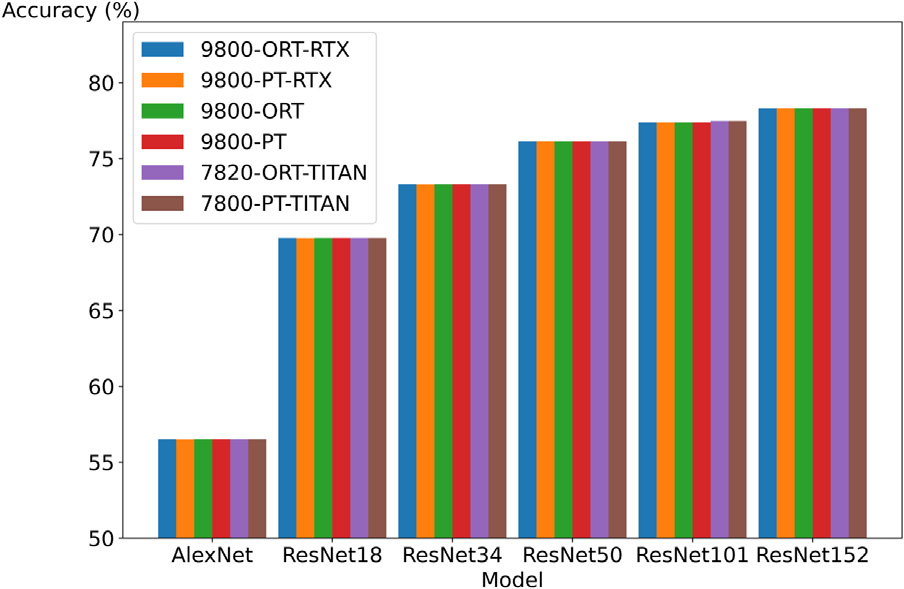 Accuracy (%)
9800-ORT-RTX
9800-PT-RTX
9800-ORT
9800-PT
7820-ORT-TITAN
7800-PT-TITAN
80
75
70
65
60
55
50
AlexNet ResNet18 ResNet34 ResNet50 ResNet101 ResNet152
Model